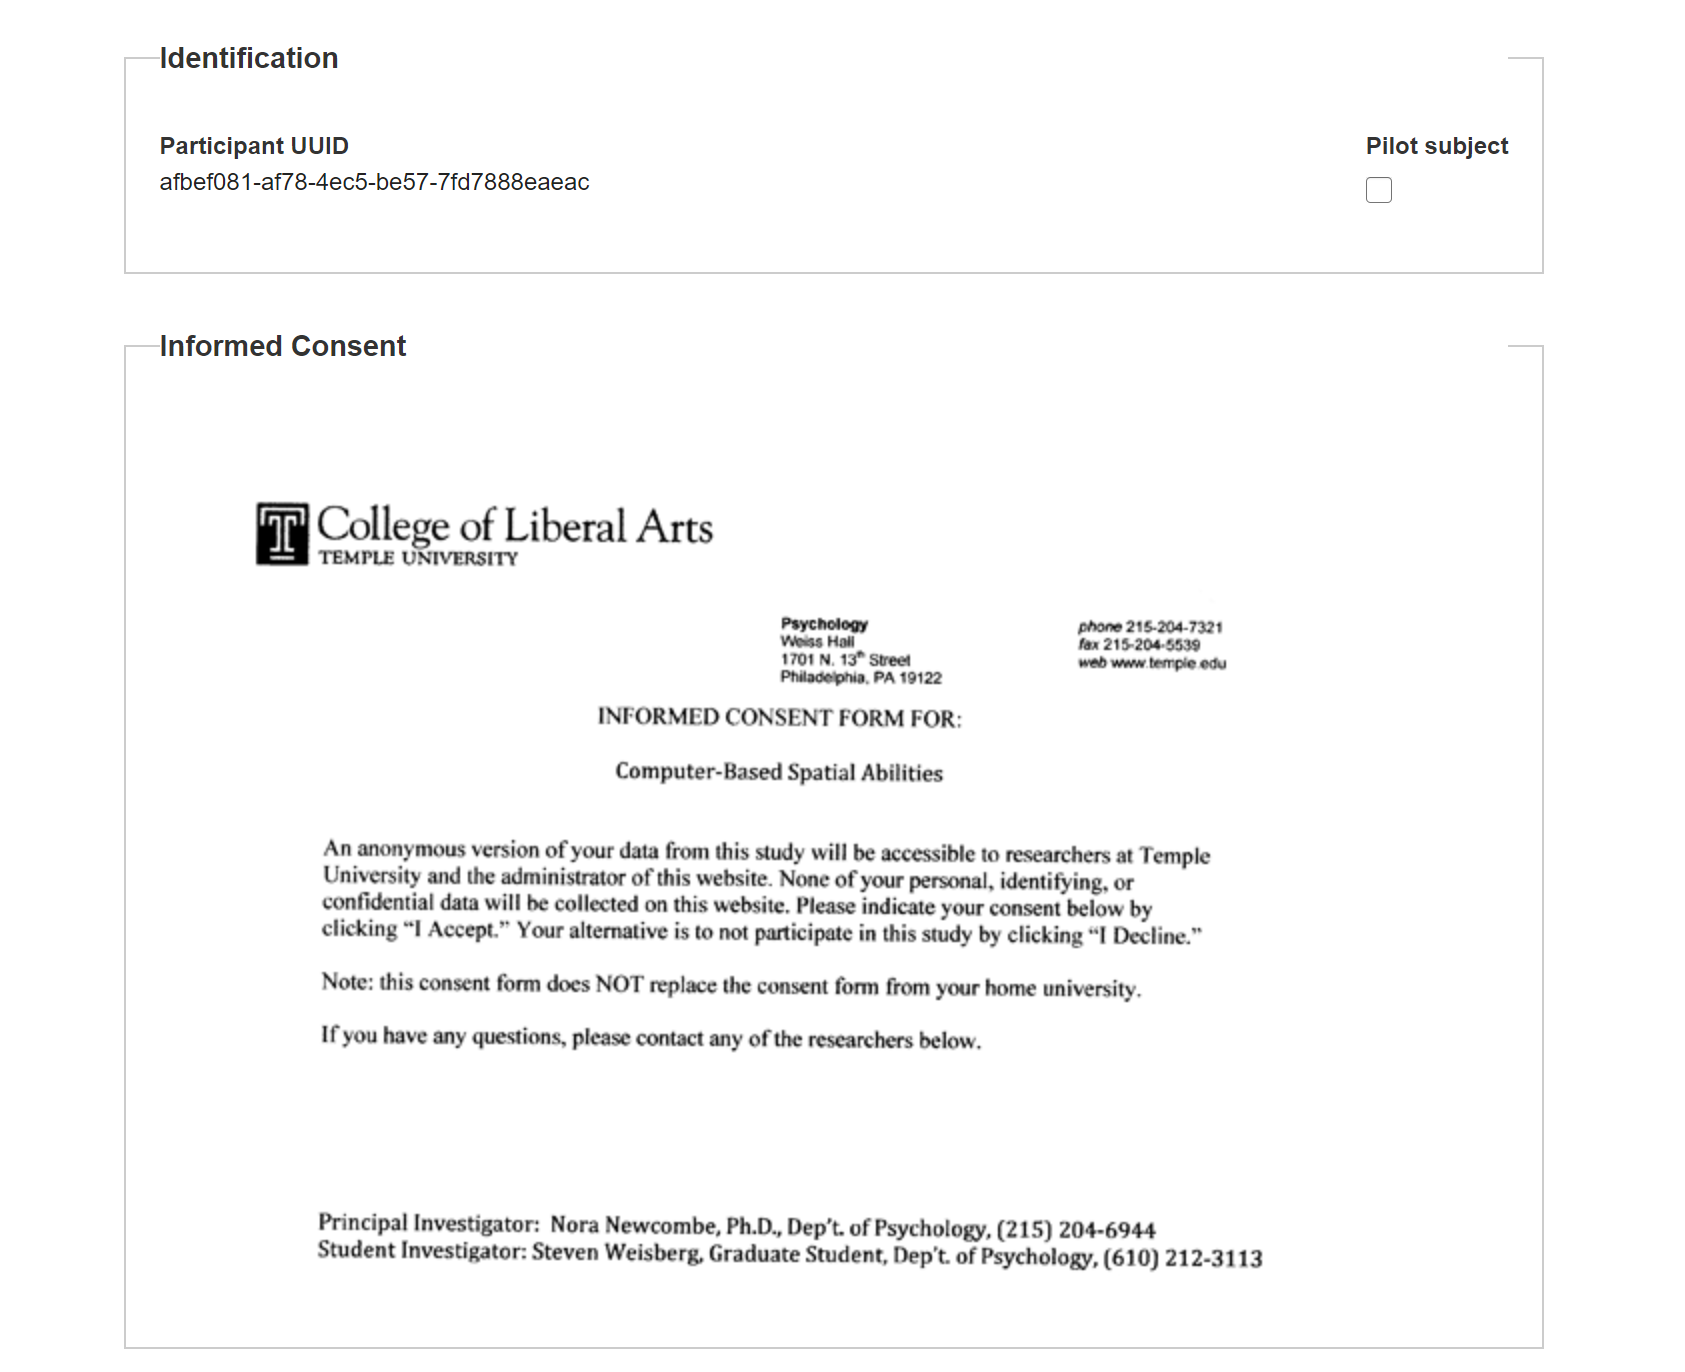 Identification
Participant UUID
Pilot subject
afbef081-af78-4ec5-be57-7fd7888eaeac
Informed Consent
T College of Liberal Arts
TEMPLE UNIVERSITY
Psychology
Weiss Hall
1701 N. 13th Street
Philadelphia, PA 19122
phone 215-204-7321
fax 215-204-5539
web www.temple.edu
INFORMED CONSENT FORM FOR:
Computer-Based Spatial Abilities
An anonymous version of your data from this study will be accessible to researchers at Temple
University and the administrator of this website. None of your personal, identifying, or
confidential data will be collected on this website. Please indicate your consent below by
clicking “I Accept.” Your alternative is to not participate in this study by clicking “I Decline.”
Note: this consent form does NOT replace the consent form from your home university.
If you have any questions, please contact any of the researchers below.
Principal Investigator: Nora Newcombe, Ph.D., Dep’t. of Psychology, (215) 204-6944
Student Investigator: Steven Weisberg, Graduate Student, Dep’t. of Psychology, (610) 212-3113